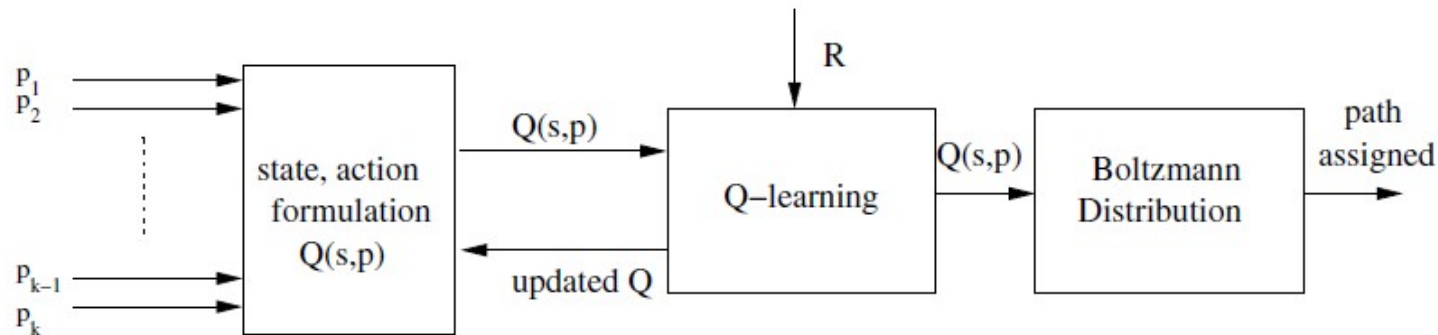 p1
p2
pk−1
pk
state, action
formulation
Q(s,p)
Q(s,p)
updated Q
R
Q−learning
Q(s,p)
Boltzmann
Distribution
path
assigned